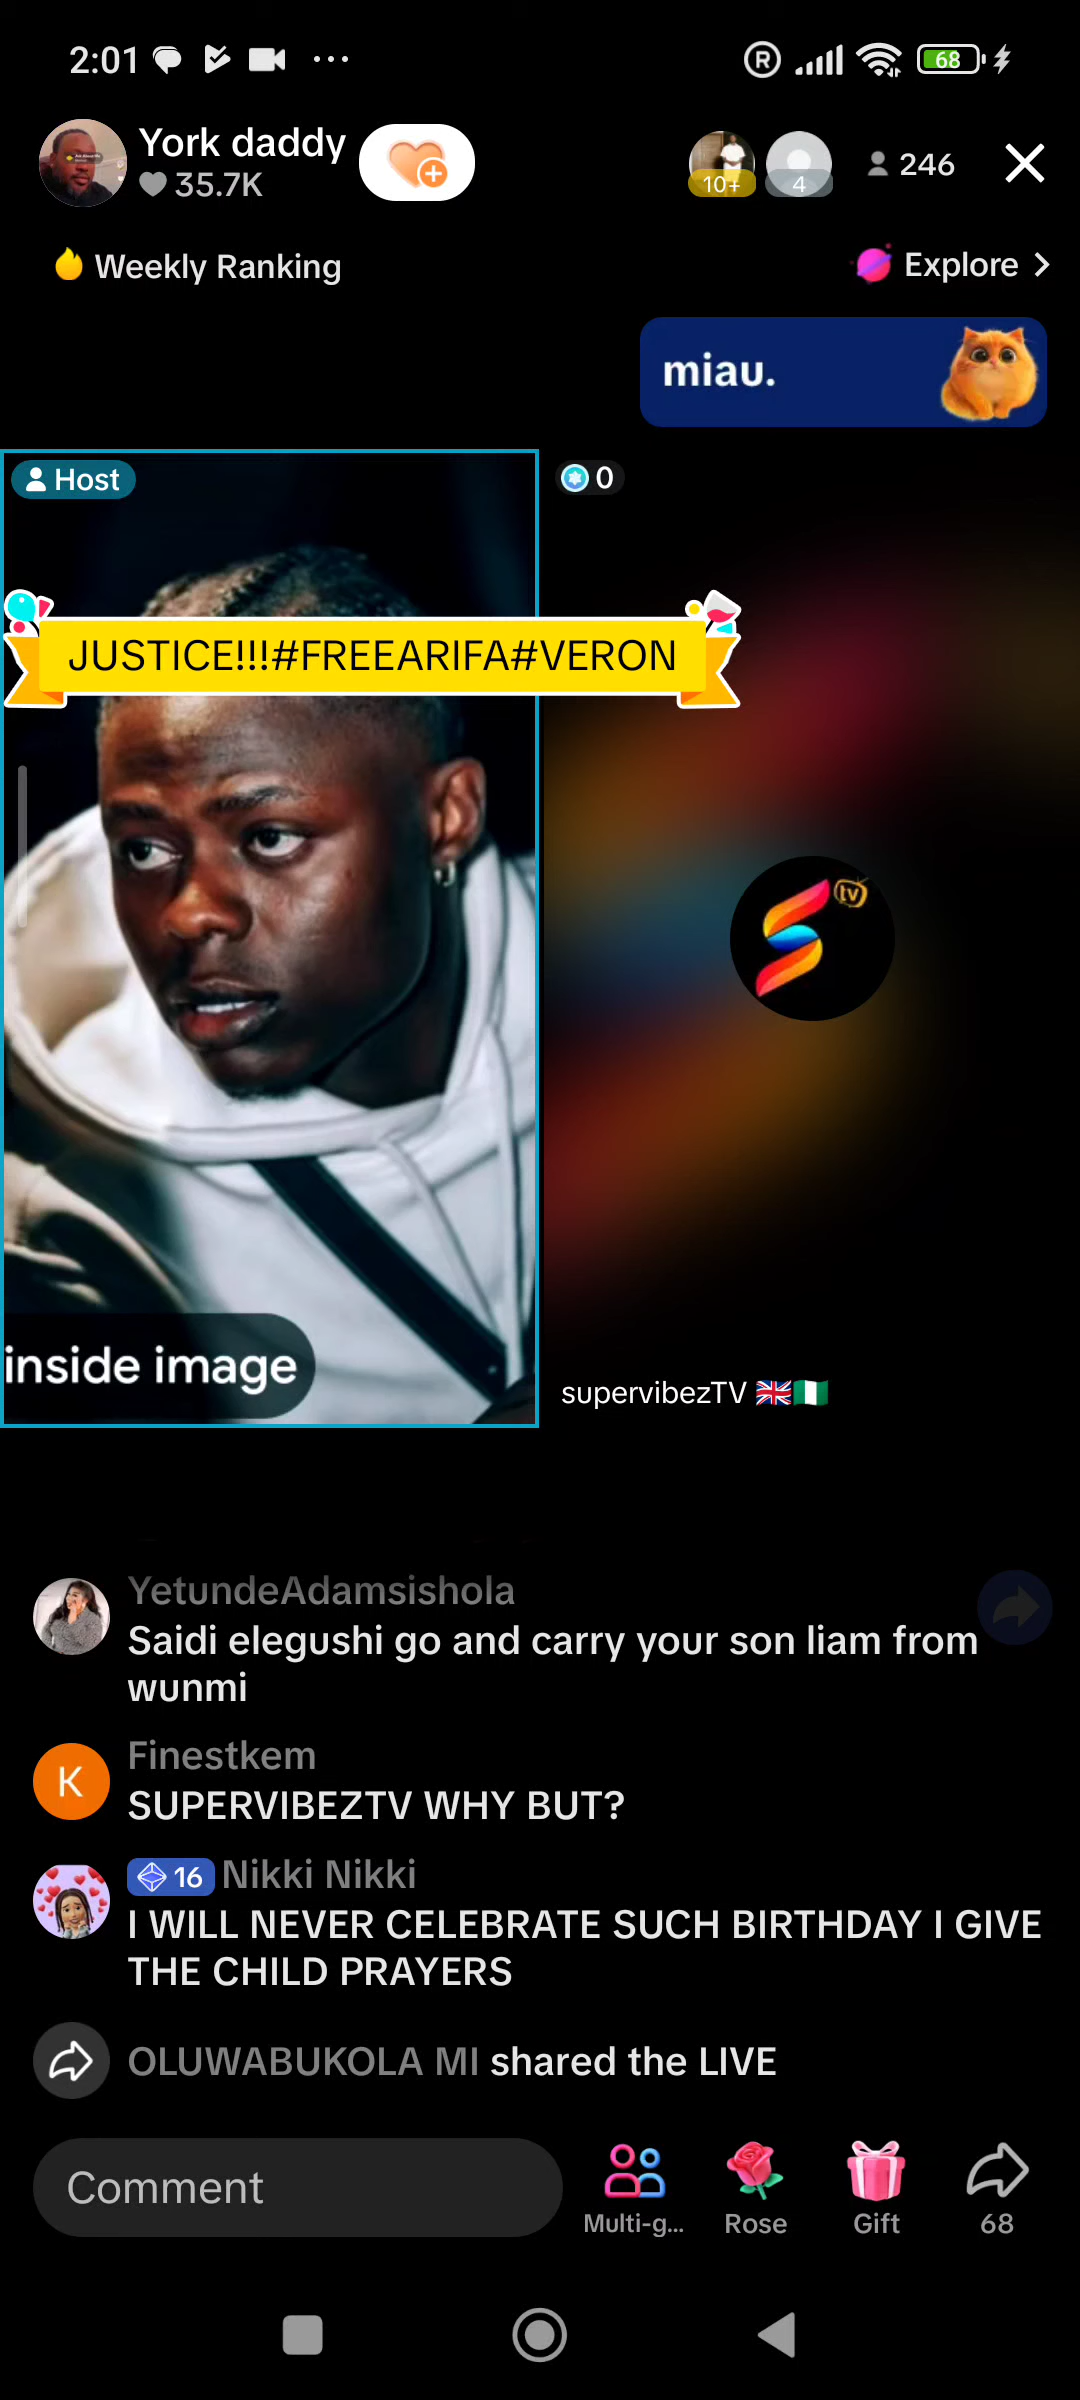 2:01
R
68
York daddy
35.7K
10+
4
246
Weekly Ranking
Explore
miau.
Host
0
JUSTICE!!!#FREEARIFA#VERON
tv
inside image
supervibezTV 🇬🇧🇳🇬
YetundeAdamsishola
Saidi elegushi go and carry your son liam from
wunmi
K
Finestkem
SUPERVIBEZTV WHY BUT?
16 Nikki Nikki
I WILL NEVER CELEBRATE SUCH BIRTHDAY I GIVE
THE CHILD PRAYERS
OLUWABUKOLA MI shared the LIVE
Comment
Multi-g...
Rose
Gift
68